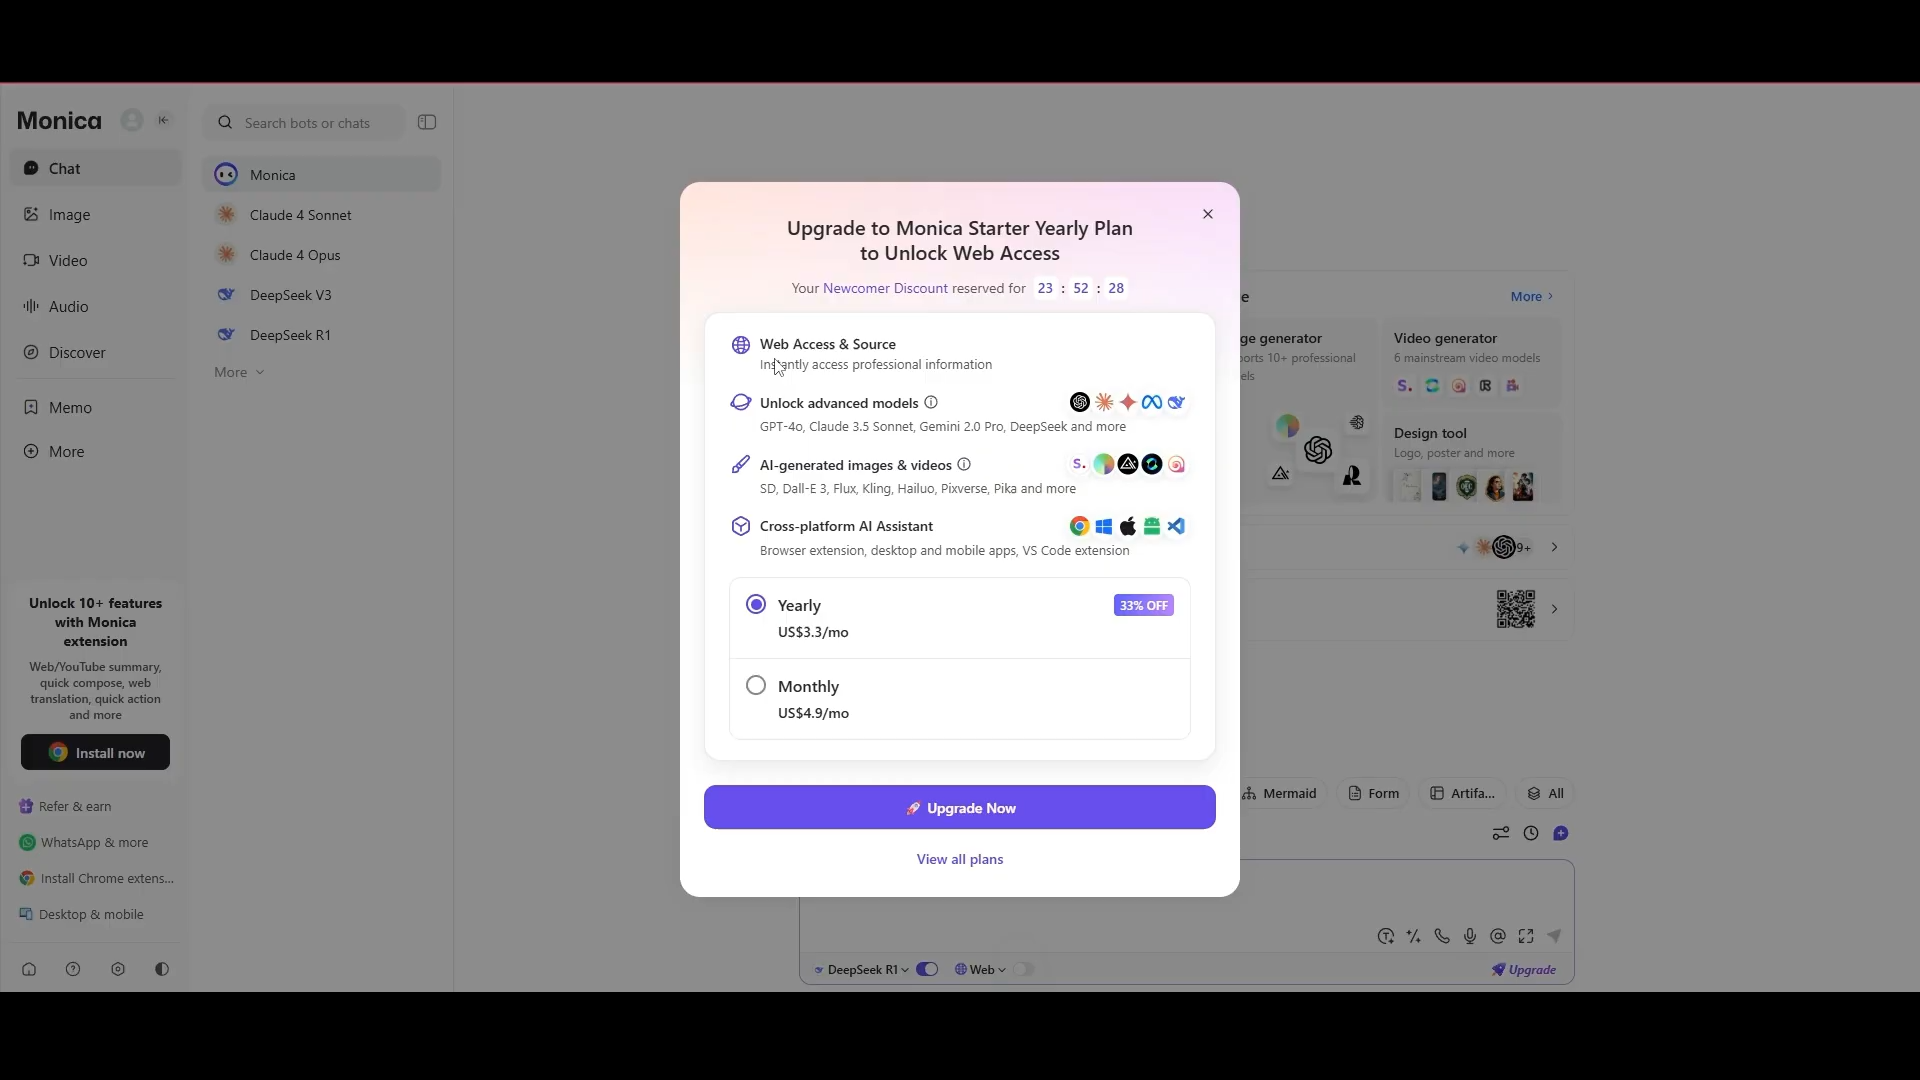 Monica
Chat
Image
Video
Audio
Discover
Memo
More
Unlock 10+ features
with Monica
extension
Web/YouTube summary,
quick compose, web
translation, quick action
and more
Install now
Refer & earn
WhatsApp & more
Install Chrome extens...
Desktop & mobile
Search bots or chats
Monica
Claude 4 Sonnet
Claude 4 Opus
DeepSeek V3
DeepSeek R1
More
Upgrade to Monica Starter Yearly Plan
to Unlock Web Access
Your Newcomer Discount reserved for 23 : 52 : 28
Web Access & Source
Instantly access professional information
Unlock advanced models
GPT-4o, Claude 3.5 Sonnet, Gemini 2.0 Pro, DeepSeek and more
AI-generated images & videos
SD, Dall-E 3, Flux, Kling, Hailuo, Pixverse, Pika and more
Cross-platform AI Assistant
Browser extension, desktop and mobile apps, VS Code extension
Yearly
33% OFF
US$3.3/mo
Monthly
US$4.9/mo
Upgrade Now
View all plans
e
More
ge generator
ports 10+ professional
els
Video generator
6 mainstream video models
Design tool
Logo, poster and more
9+
Mermaid
Form
Artifa...
All
DeepSeek R1
Web
Upgrade